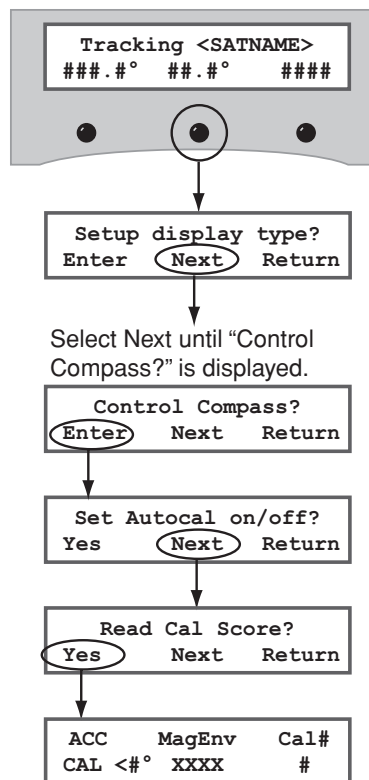 Tracking <SATNAME>
###.#° ##.#° ####
Setup display type?
Enter Next Return
Select Next until “Control
Compass?” is displayed.
Control Compass?
Enter Next Return
Set Autocal on/off?
Yes Next Return
Read Cal Score?
Yes Next Return
ACC MagEnv Cal#
CAL <#° XXXX #